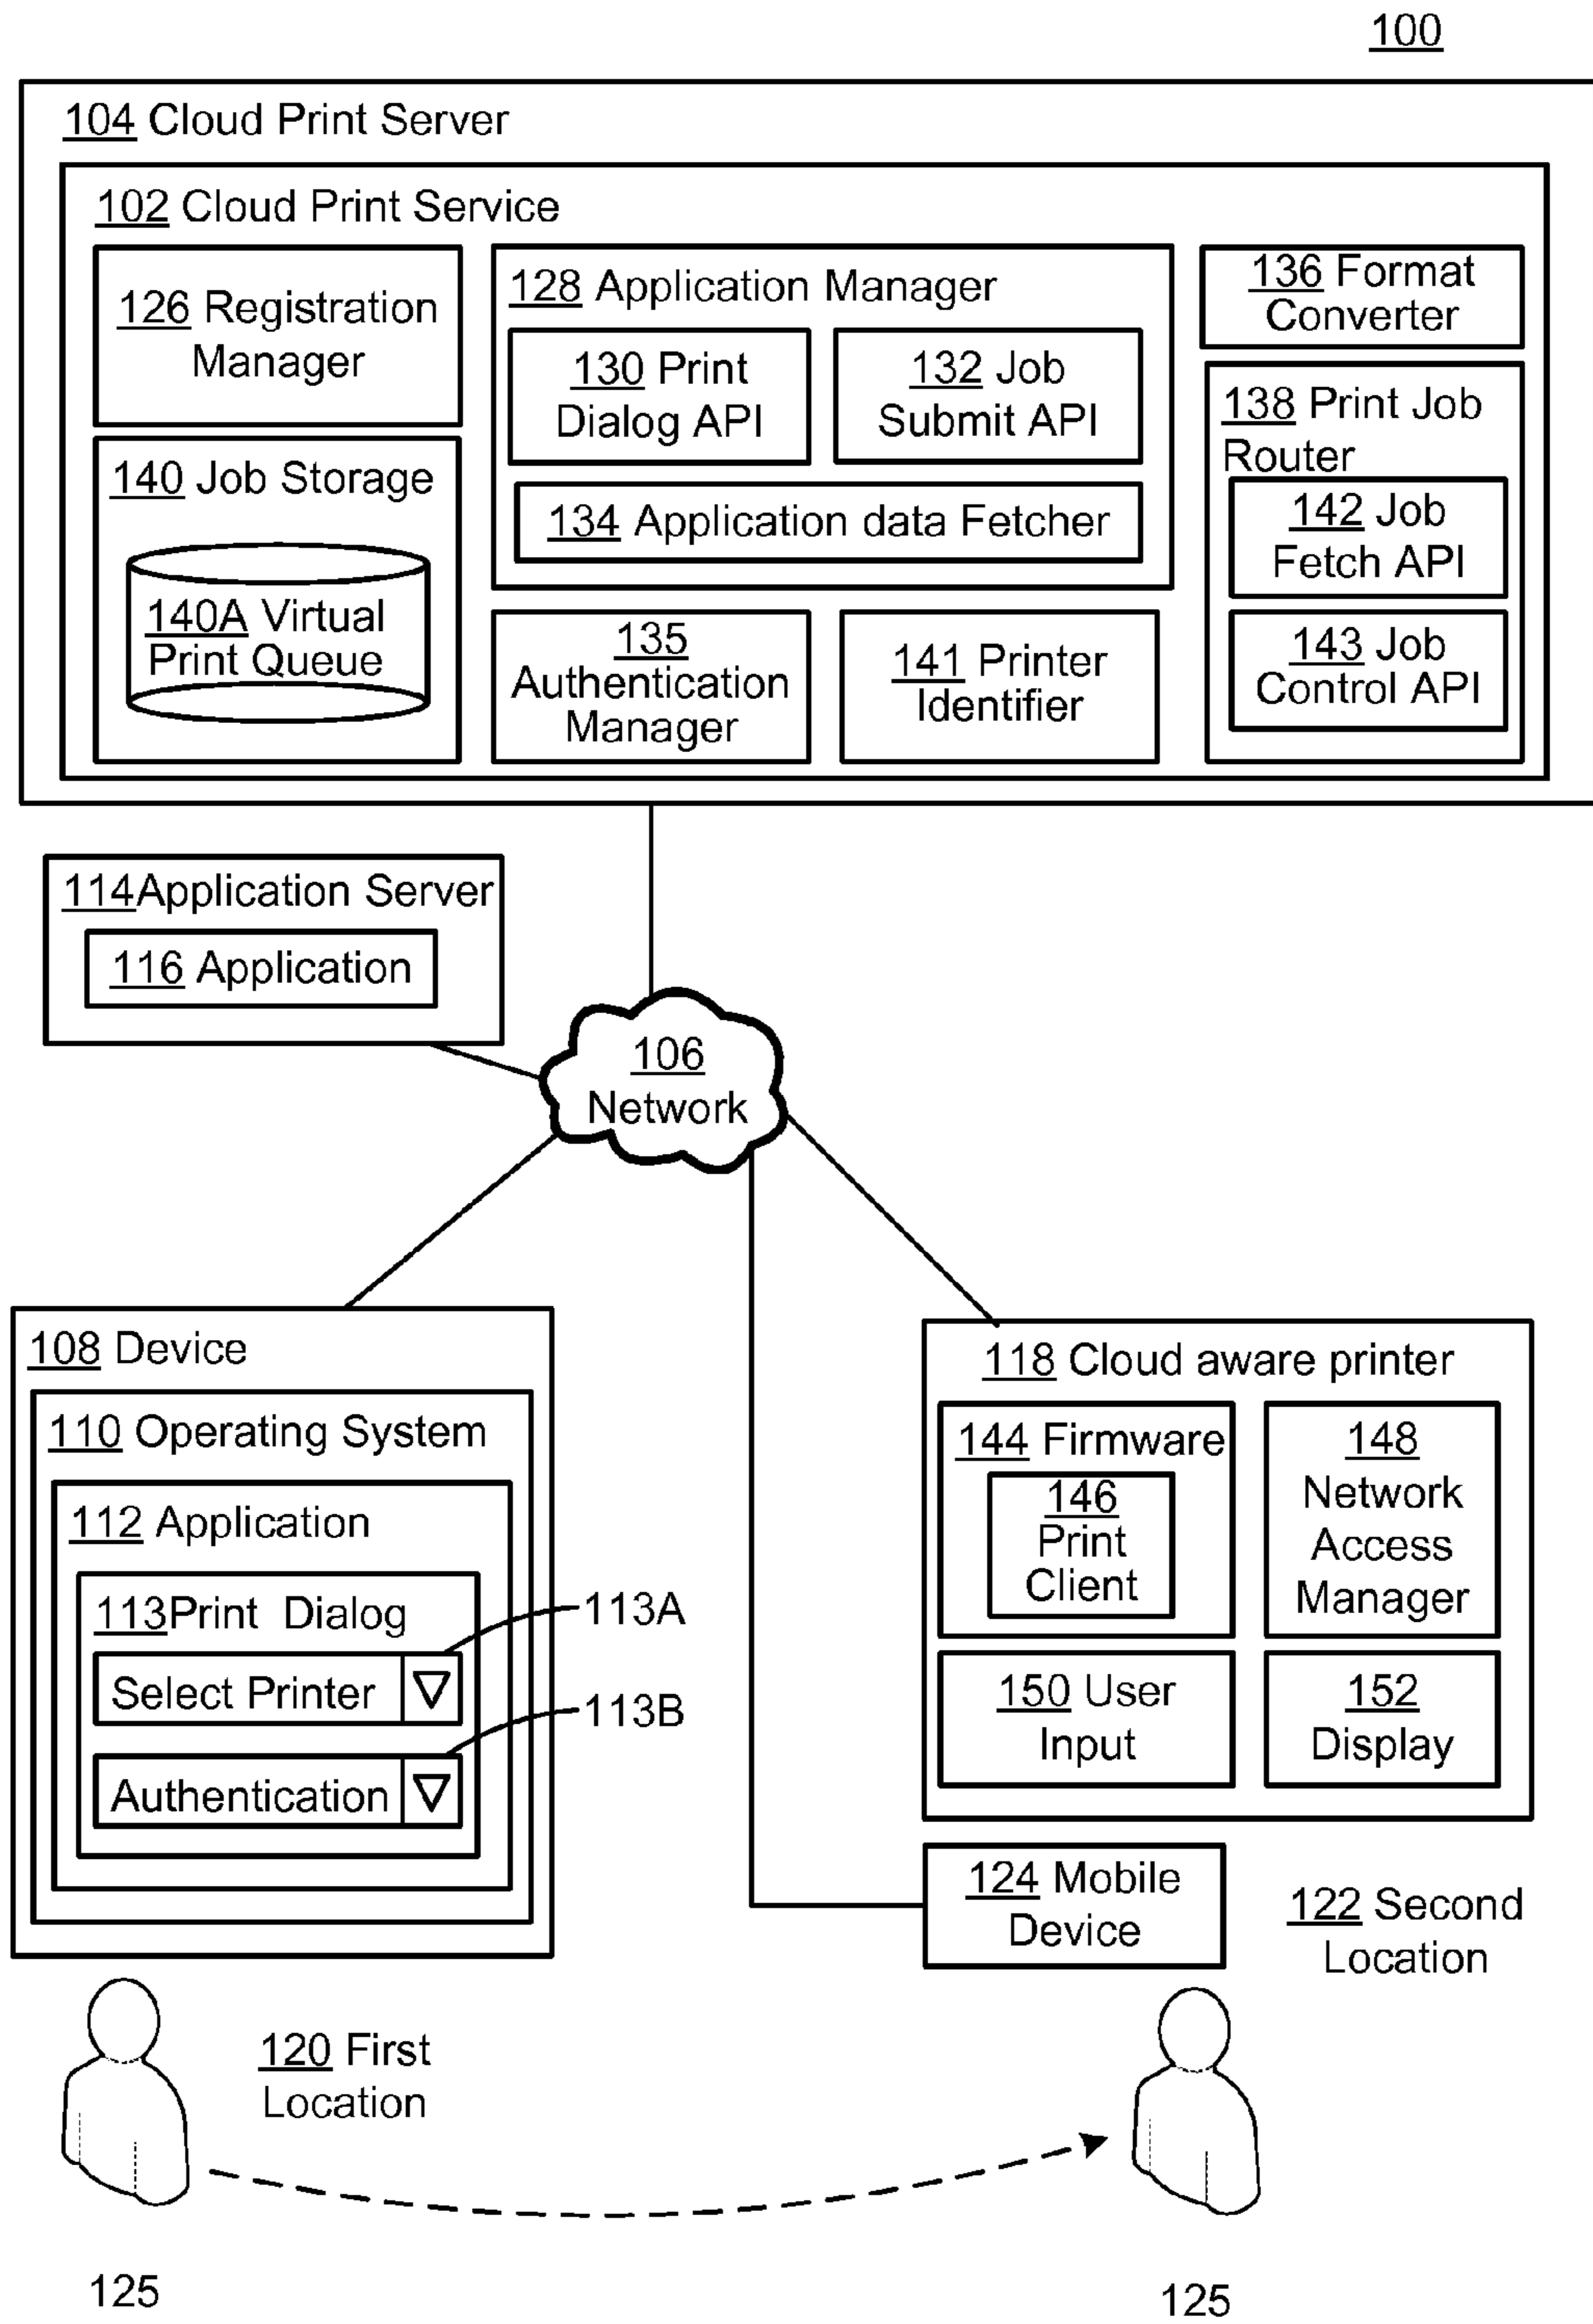 100
104 Cloud Print Server
102 Cloud Print Service
126 Registration
Manager
140 Job Storage
140A Virtual
Print Queue
128 Application Manager
130 Print
Dialog API
132 Job
Submit API
134 Application data Fetcher
135
Authentication
Manager
141 Printer
Identifier
136 Format
Converter
138 Print Job
Router
142 Job
Fetch API
143 Job
Control API
114Application Server
116 Application
106
Network
108 Device
110 Operating System
112 Application
113Print Dialog
Select Printer
113A
Authentication
113B
118 Cloud aware printer
144 Firmware
146
Print
Client
148
Network
Access
Manager
150 User
Input
152
Display
124 Mobile
Device
122 Second
Location
120 First
Location
125
125